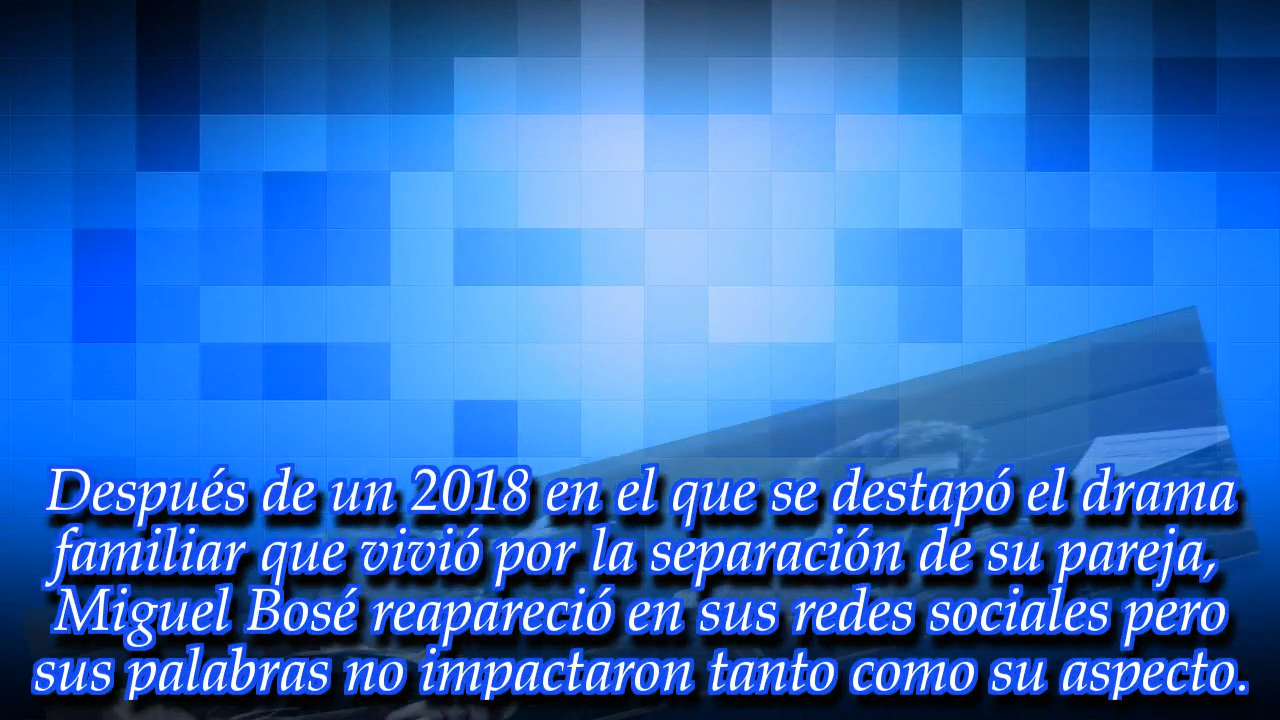 Después de un 2018 en el que se destapó el drama
familiar que vivió por la separación de su pareja,
Miguel Bosé reapareció en sus redes sociales pero
sus palabras no impactaron tanto como su aspecto.